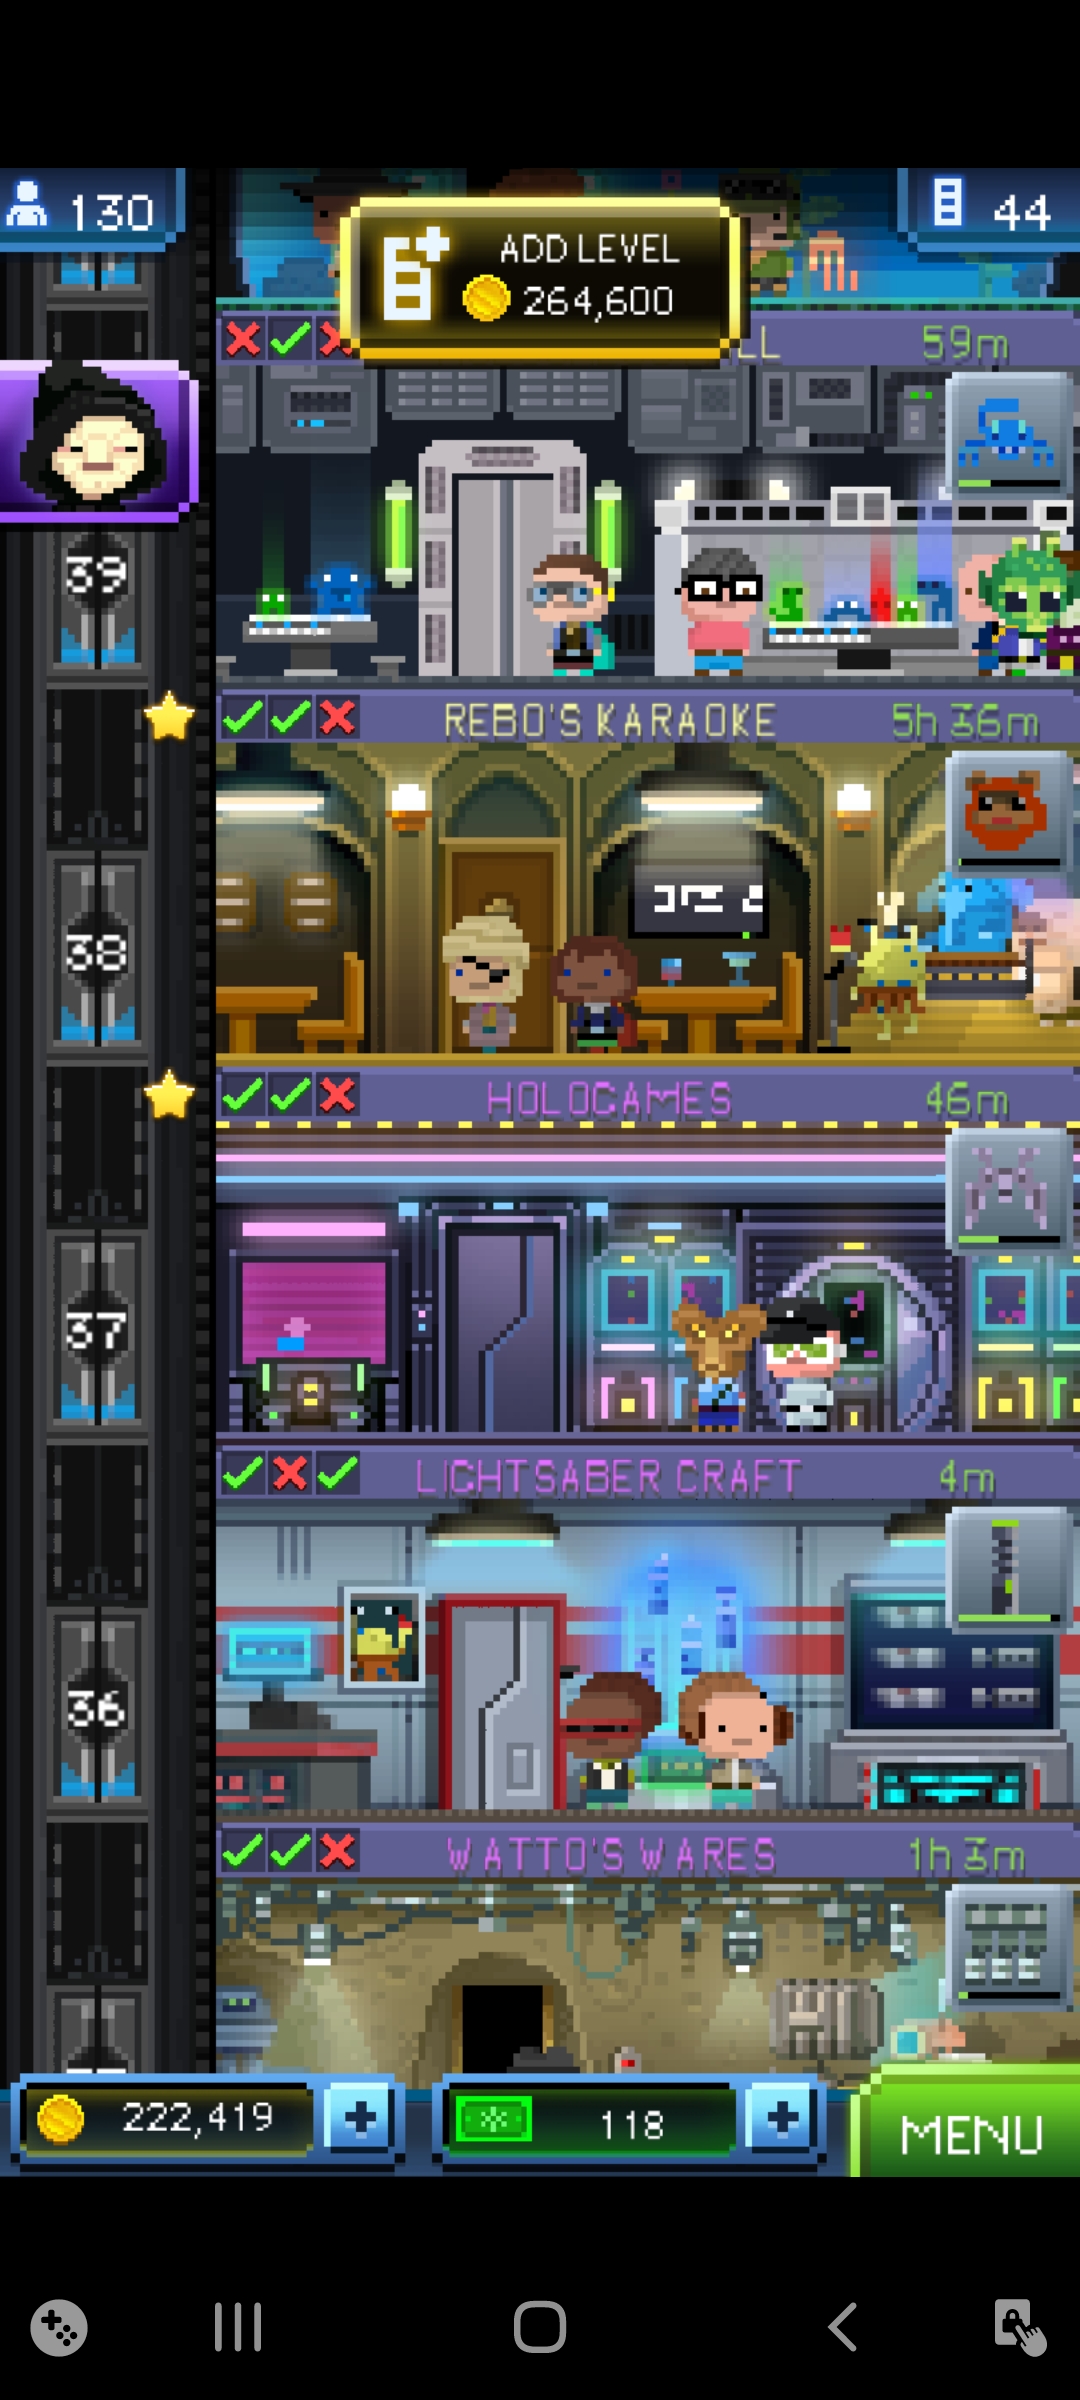 130
44
ADD LEVEL
264,600
LL 59m
39
REBO'S KARAOKE 5h 36m
38
HOLOGAMES 46m
37
LIGHTSABER CRAFT 4m
36
WATTO'S WARES 1h 3m
222,419
118
MENU